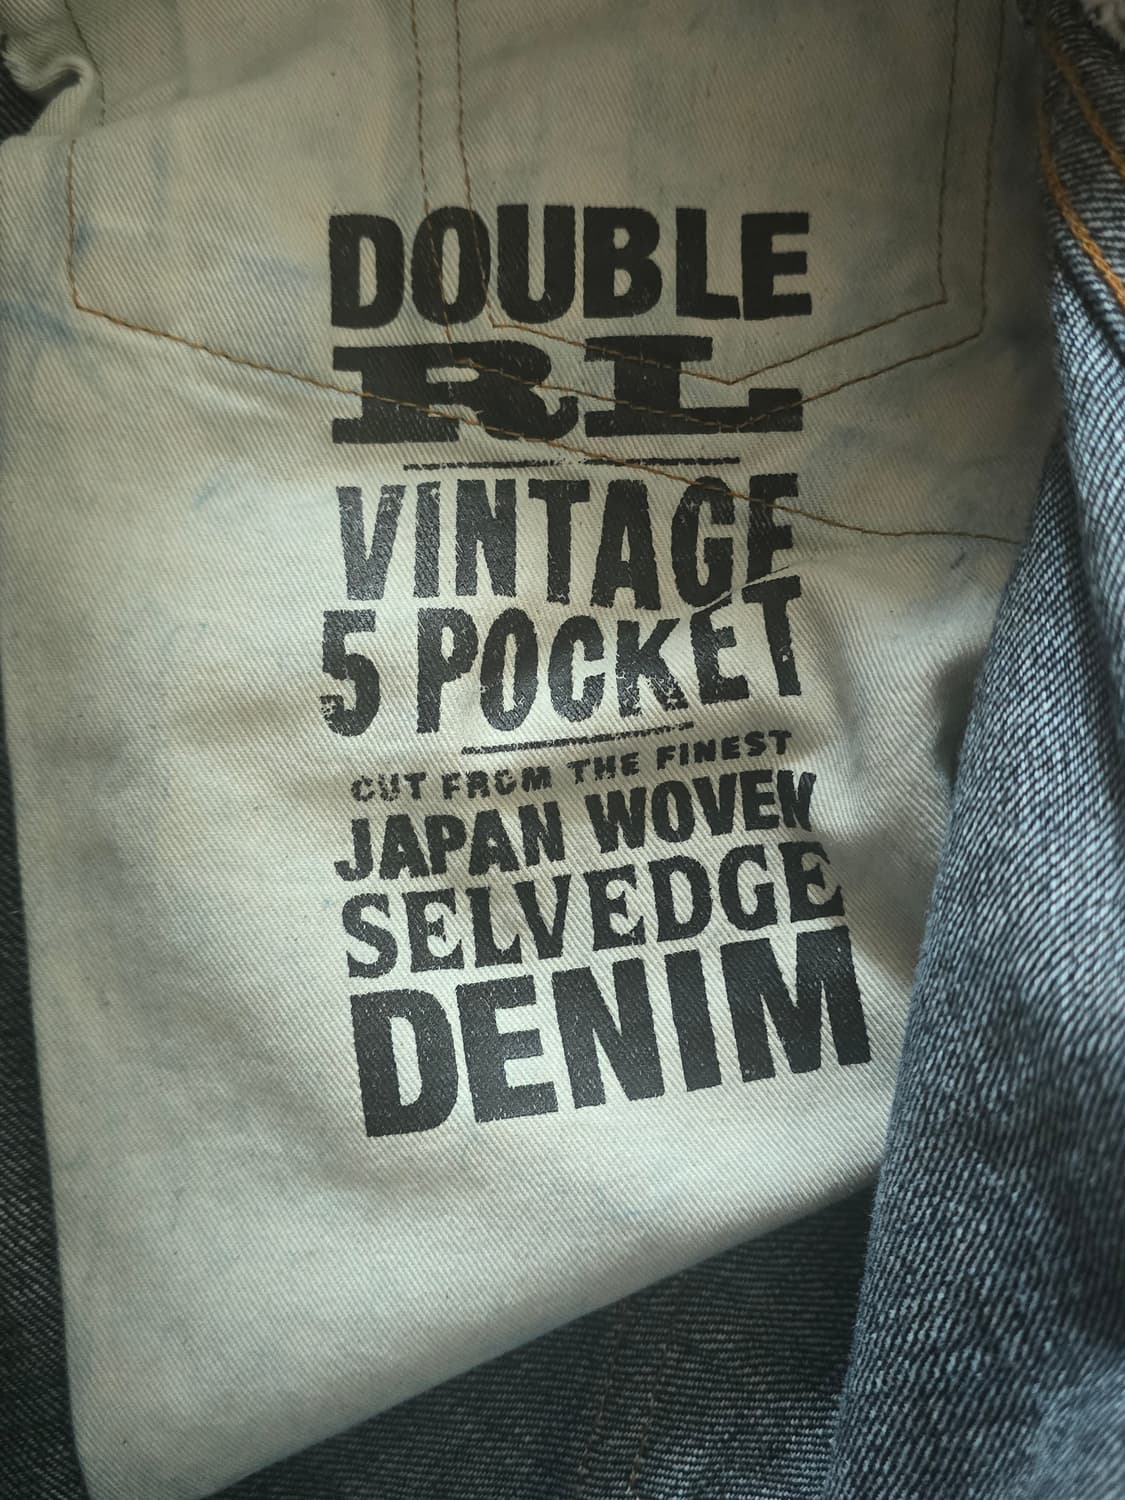 DOUBLE
RL
VINTAGE
5 POCKET
CUT FROM THE FINEST
JAPAN WOVEN
SELVEDGE
DENIM